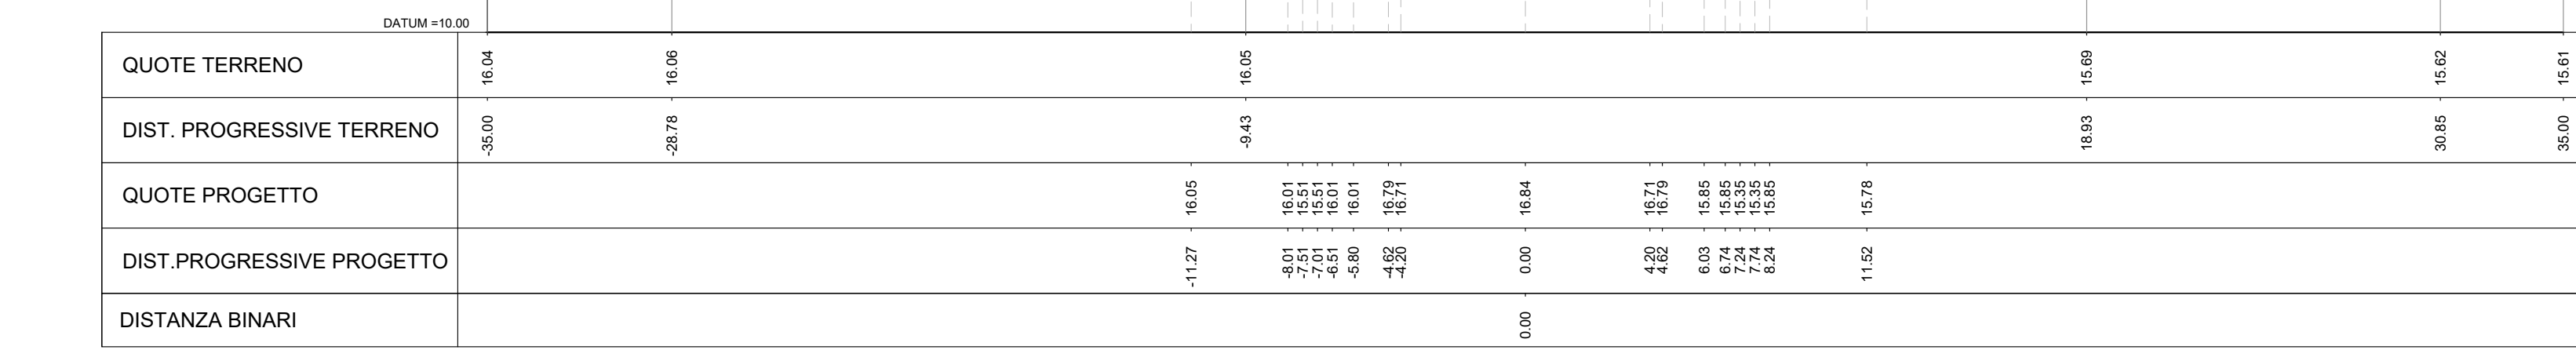 DATUM =10.00
QUOTE TERRENO 16.04 16.06 16.05 15.69 15.62 15.61
DIST. PROGRESSIVE TERRENO -35.00 -28.78 -9.43 18.93 30.85 35.00
QUOTE PROGETTO 16.05 16.01 15.51 15.51 16.01 16.01 16.79 16.71 16.84 16.71 16.79 15.85 15.85 15.35 15.35 15.85 15.78
DIST.PROGRESSIVE PROGETTO -11.27 -8.01 -7.51 -7.01 -6.51 -5.80 -4.62 -4.20 0.00 4.20 4.62 6.03 6.74 7.24 7.74 8.24 11.52
DISTANZA BINARI 0.00